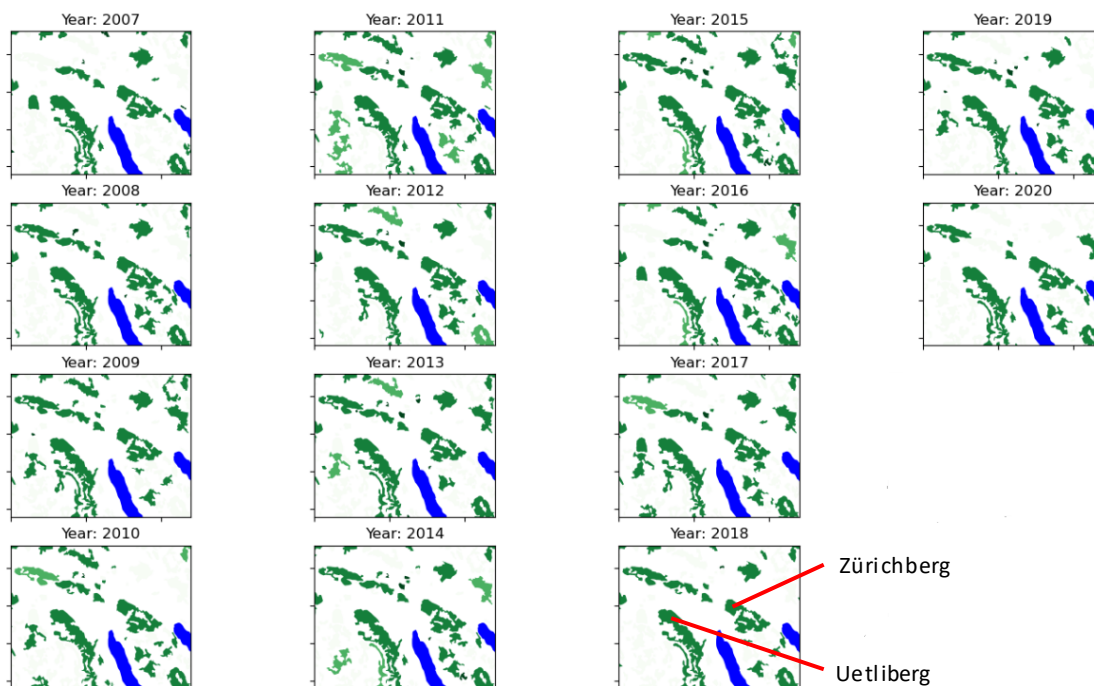 Year: 2007
Year: 2011
Year: 2015
Year: 2019
Year: 2008
Year: 2012
Year: 2016
Year: 2020
Year: 2009
Year: 2013
Year: 2017
Year: 2010
Year: 2014
Year: 2018
Zürichberg
Uetliberg